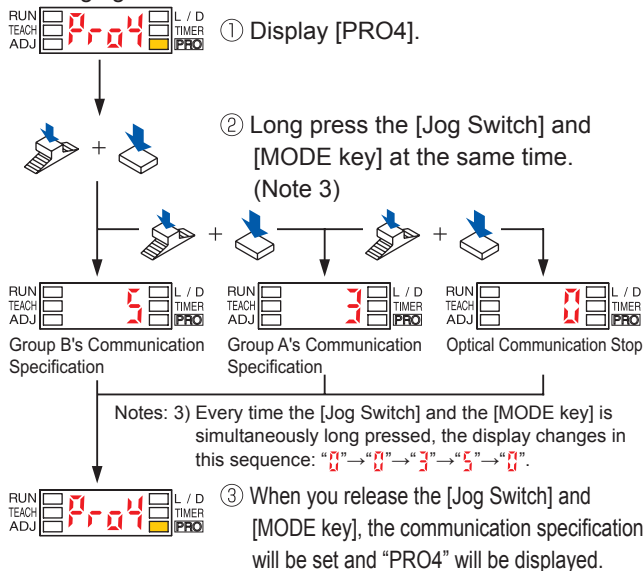 RUN L / D
TEACH Pro4 TIMER
ADJ PRO
① Display [PRO4].
+
② Long press the [Jog Switch] and
[MODE key] at the same time.
(Note 3)
+ +
RUN L / D
TEACH 5 TIMER
ADJ PRO
Group B's Communication
Specification
RUN L / D
TEACH 3 TIMER
ADJ PRO
Group A's Communication
Specification
RUN L / D
TEACH 0 TIMER
ADJ PRO
Optical Communication Stop
Notes: 3) Every time the [Jog Switch] and the [MODE key] is
simultaneously long pressed, the display changes in
this sequence: “0”→“0”→“3”→“5”→“0”.
RUN L / D
TEACH Pro4 TIMER
ADJ PRO
③ When you release the [Jog Switch] and
[MODE key], the communication specification
will be set and “PRO4” will be displayed.